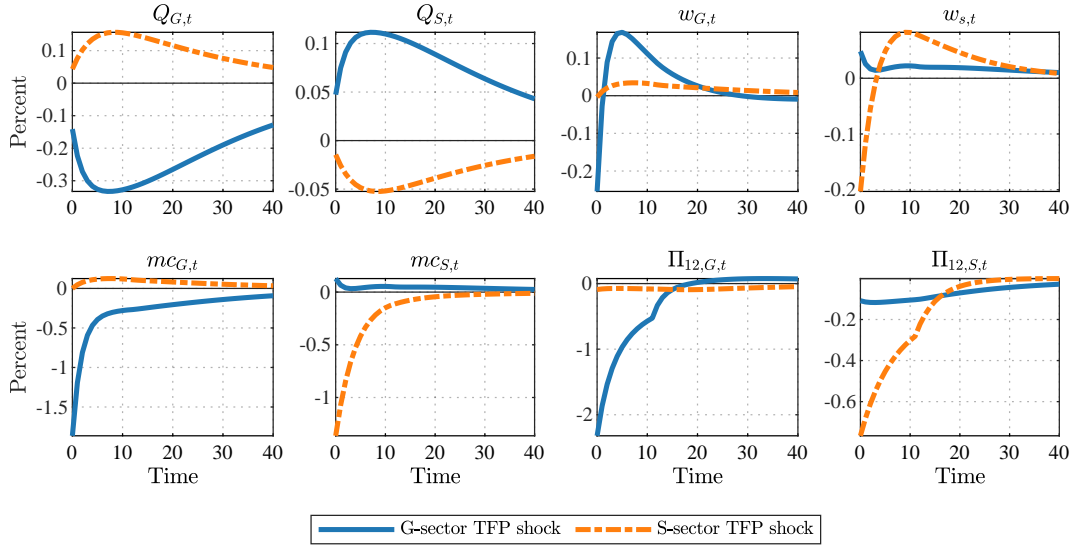 Q_{G,t} Q_{S,t} w_{G,t} w_{s,t}
Percent
0.1 0 -0.1 -0.2 -0.3
0.1 0.05 0 -0.05
0.1 0 -0.1 -0.2
0 -0.1 -0.2
0 10 20 30 40 0 10 20 30 40 0 10 20 30 40 0 10 20 30 40
mc_{G,t} mc_{S,t} Π_{12,G,t} Π_{12,S,t}
Percent
0 -0.5 -1 -1.5
0 -0.5 -1
0 -1 -2
-0.2 -0.4 -0.6
0 10 20 30 40 0 10 20 30 40 0 10 20 30 40 0 10 20 30 40
Time Time Time Time
G-sector TFP shock S-sector TFP shock